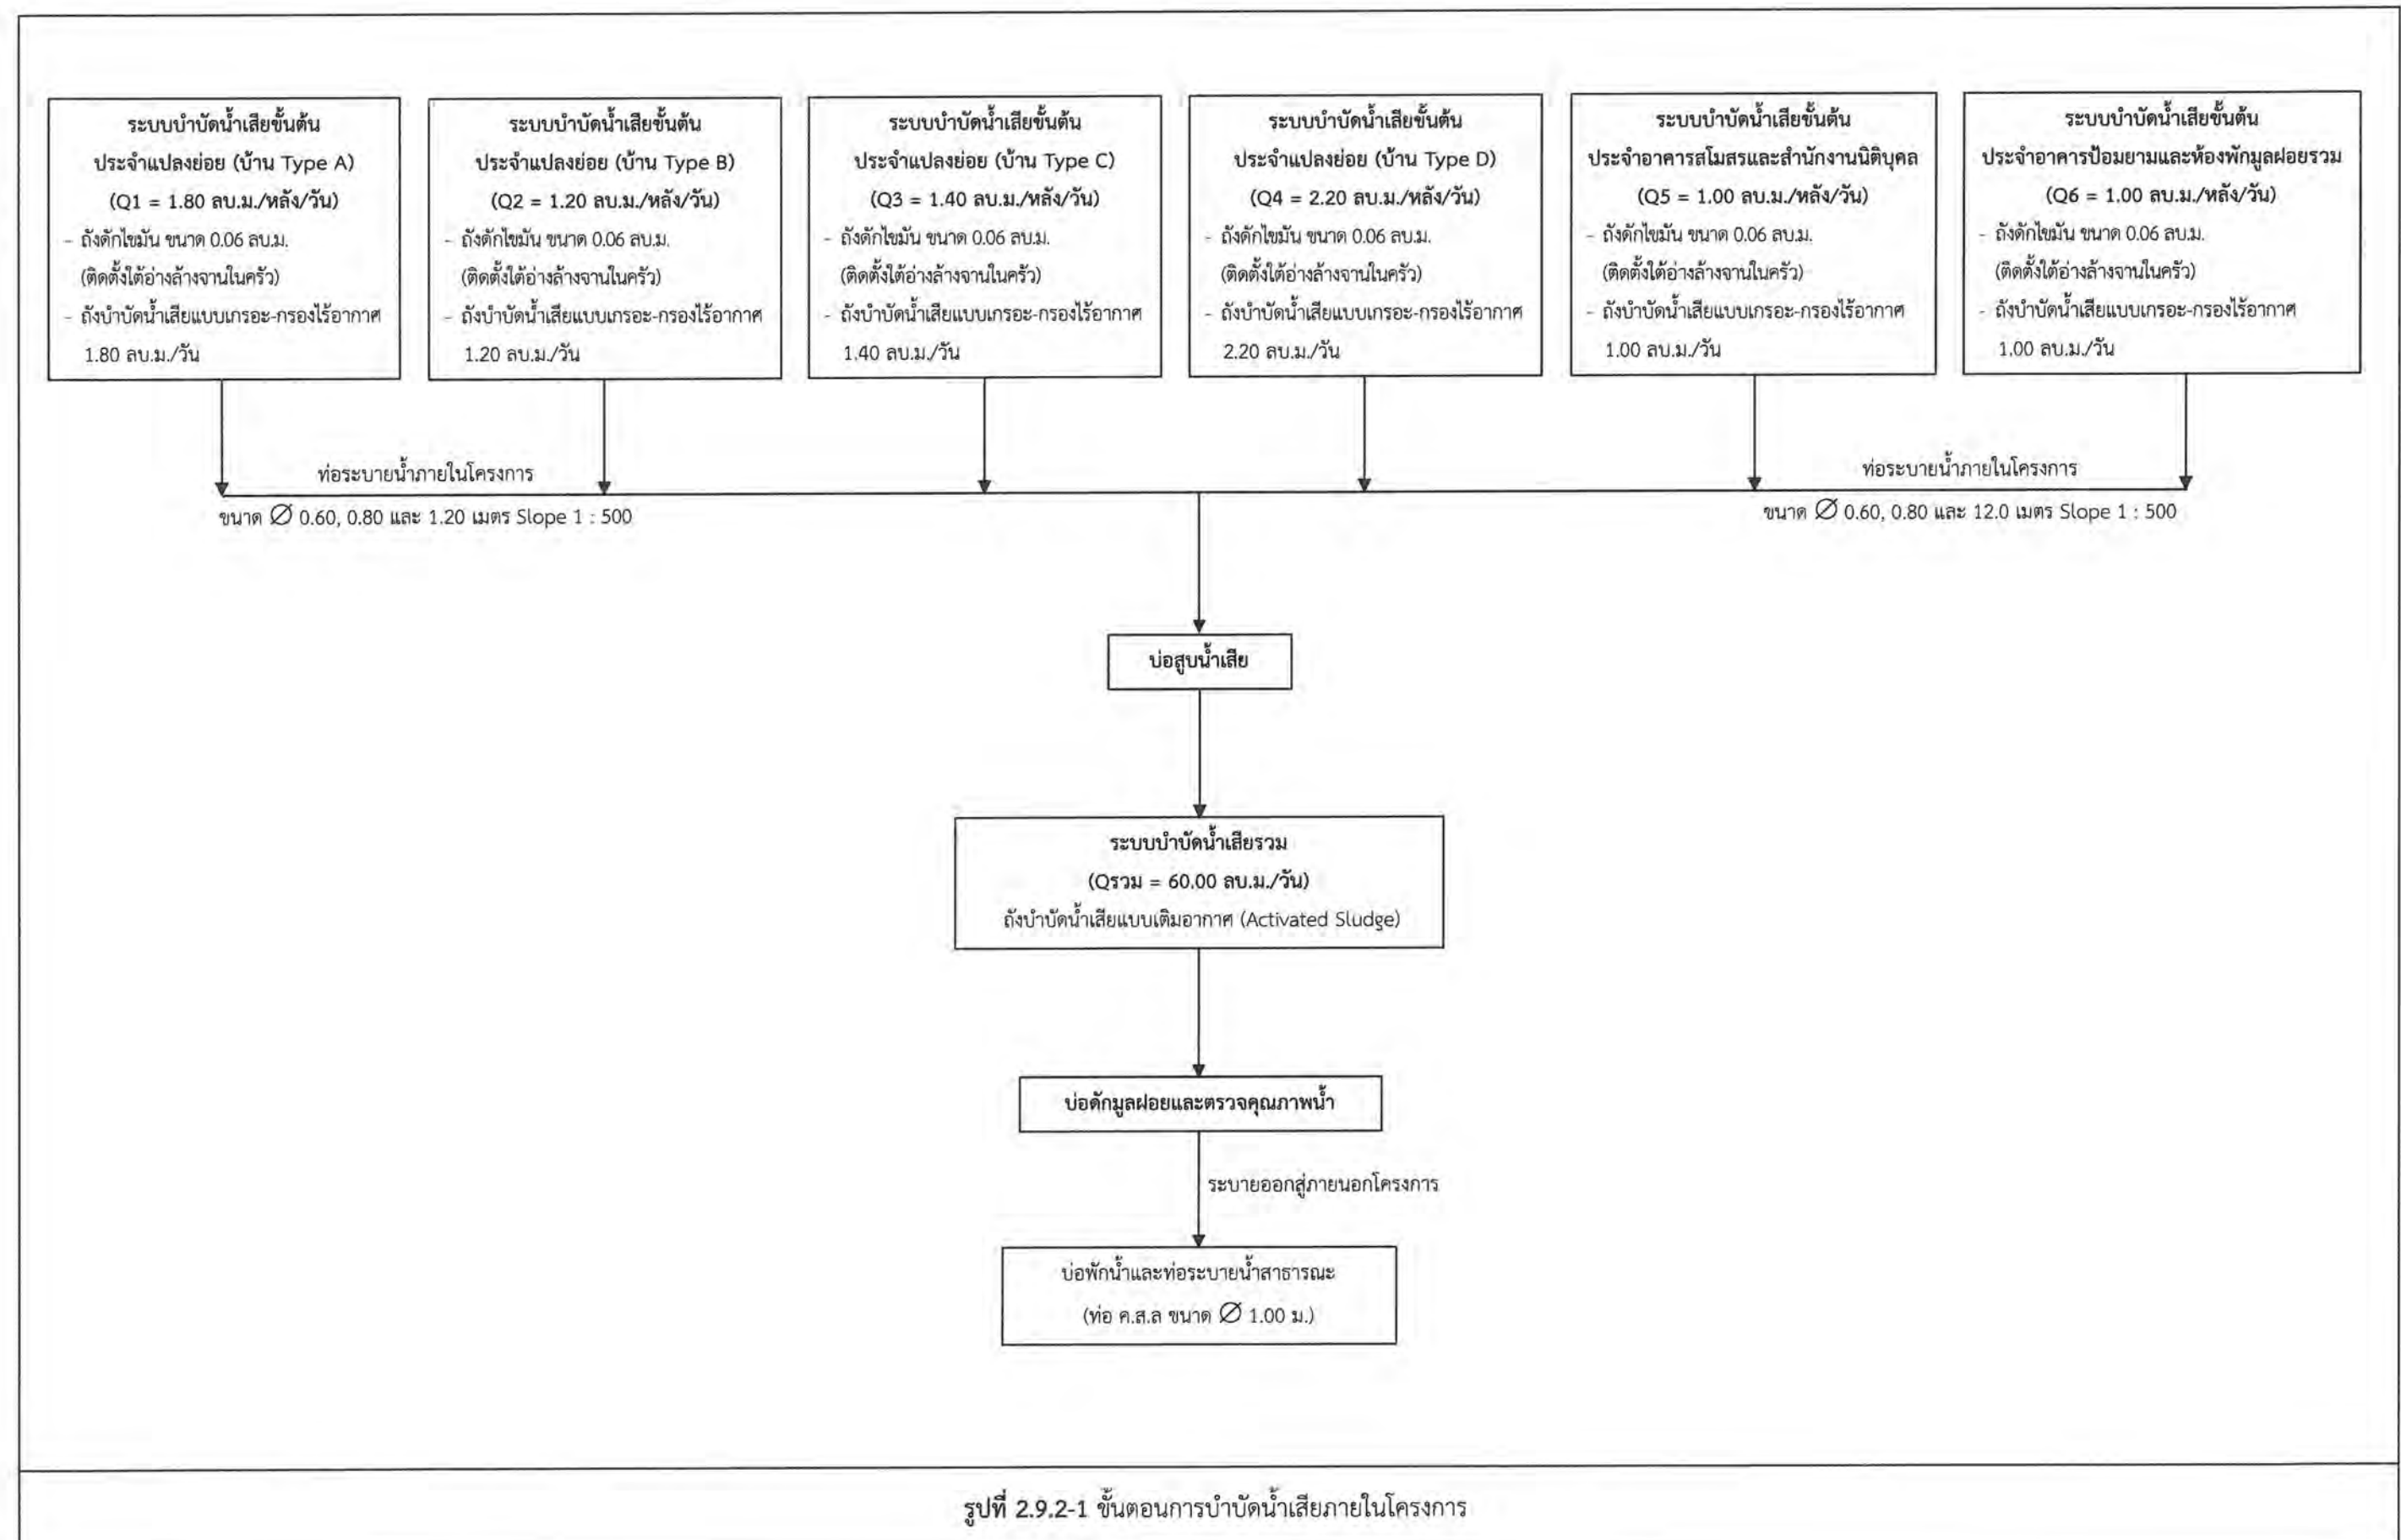 ระบบบำบัดน้ำเสียขั้นต้น
ประจำแปลงย่อย (บ้าน Type A)
(Q1 = 1.80 ลบ.ม./หลัง/วัน)
- ถังดักไขมัน ขนาด 0.06 ลบ.ม.
(ติดตั้งใต้อ่างล้างจานในครัว)
- ถังบำบัดน้ำเสียแบบเกรอะ-กรองไร้อากาศ
1.80 ลบ.ม./วัน
ระบบบำบัดน้ำเสียขั้นต้น
ประจำแปลงย่อย (บ้าน Type B)
(Q2 = 1.20 ลบ.ม./หลัง/วัน)
- ถังดักไขมัน ขนาด 0.06 ลบ.ม.
(ติดตั้งใต้อ่างล้างจานในครัว)
- ถังบำบัดน้ำเสียแบบเกรอะ-กรองไร้อากาศ
1.20 ลบ.ม./วัน
ระบบบำบัดน้ำเสียขั้นต้น
ประจำแปลงย่อย (บ้าน Type C)
(Q3 = 1.40 ลบ.ม./หลัง/วัน)
- ถังดักไขมัน ขนาด 0.06 ลบ.ม.
(ติดตั้งใต้อ่างล้างจานในครัว)
- ถังบำบัดน้ำเสียแบบเกรอะ-กรองไร้อากาศ
1.40 ลบ.ม./วัน
ระบบบำบัดน้ำเสียขั้นต้น
ประจำแปลงย่อย (บ้าน Type D)
(Q4 = 2.20 ลบ.ม./หลัง/วัน)
- ถังดักไขมัน ขนาด 0.06 ลบ.ม.
(ติดตั้งใต้อ่างล้างจานในครัว)
- ถังบำบัดน้ำเสียแบบเกรอะ-กรองไร้อากาศ
2.20 ลบ.ม./วัน
ระบบบำบัดน้ำเสียขั้นต้น
ประจำอาคารสโมสรและสำนักงานนิติบุคล
(Q5 = 1.00 ลบ.ม./หลัง/วัน)
- ถังดักไขมัน ขนาด 0.06 ลบ.ม.
(ติดตั้งใต้อ่างล้างจานในครัว)
- ถังบำบัดน้ำเสียแบบเกรอะ-กรองไร้อากาศ
1.00 ลบ.ม./วัน
ระบบบำบัดน้ำเสียขั้นต้น
ประจำอาคารป้อมยามและห้องพักมูลฝอยรวม
(Q6 = 1.00 ลบ.ม./หลัง/วัน)
- ถังดักไขมัน ขนาด 0.06 ลบ.ม.
(ติดตั้งใต้อ่างล้างจานในครัว)
- ถังบำบัดน้ำเสียแบบเกรอะ-กรองไร้อากาศ
1.00 ลบ.ม./วัน
ท่อระบายน้ำภายในโครงการ
ขนาด ∅ 0.60, 0.80 และ 1.20 เมตร Slope 1 : 500
ท่อระบายน้ำภายในโครงการ
ขนาด ∅ 0.60, 0.80 และ 12.0 เมตร Slope 1 : 500
บ่อสูบน้ำเสีย
ระบบบำบัดน้ำเสียรวม
(Qรวม = 60.00 ลบ.ม./วัน)
ถังบำบัดน้ำเสียแบบเติมอากาศ (Activated Sludge)
บ่อดักมูลฝอยและตรวจคุณภาพน้ำ
ระบายออกสู่ภายนอกโครงการ
บ่อพักน้ำและท่อระบายน้ำสาธารณะ
(ท่อ ค.ส.ล ขนาด ∅ 1.00 ม.)
รูปที่ 2.9.2-1 ขั้นตอนการบำบัดน้ำเสียภายในโครงการ